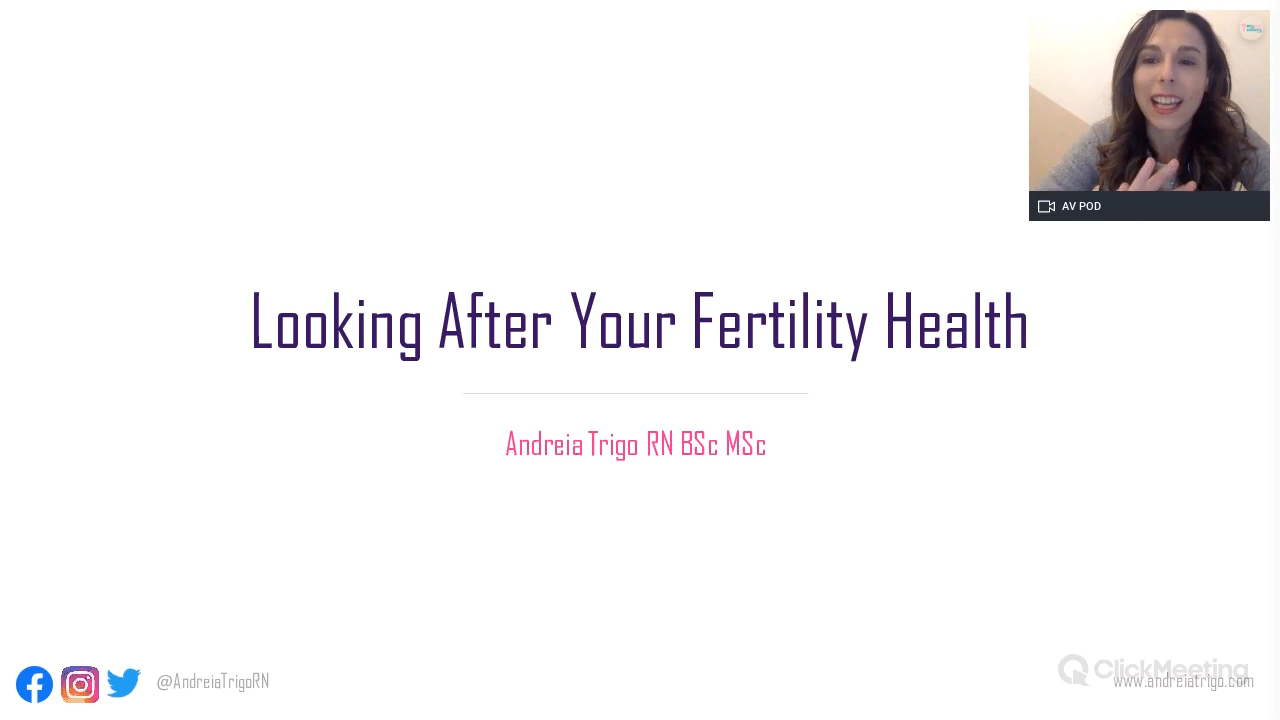 AV POD
Looking After Your Fertility Health
Andreia Trigo RN BSc MSc
@AndreiaTrigoRN
ClickMeeting
www.andreiatrigo.com